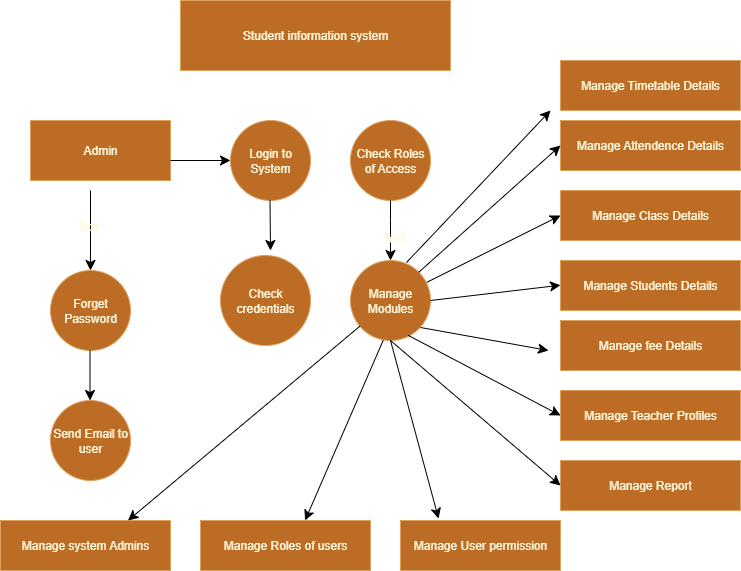 Student information system
Manage Timetable Details
Admin
Login to
System
Check Roles
of Access
Manage Attendence Details
Manage Class Details
Text
Manage Students Details
Forget
Password
Check
credentials
Manage
Modules
Manage fee Details
Manage Teacher Profiles
Send Email to
user
Manage Report
Manage system Admins
Manage Roles of users
Manage User permission